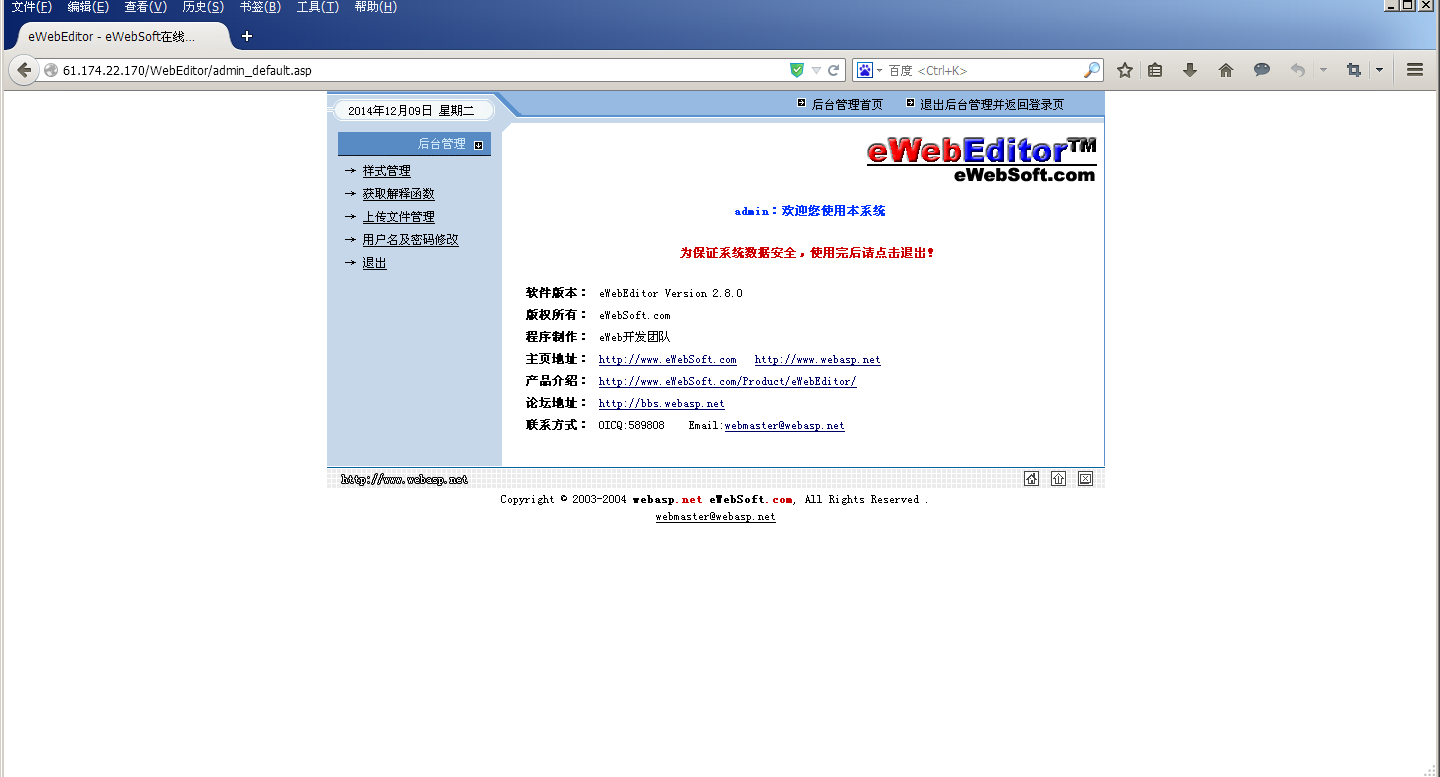 文件(F) 编辑(E) 查看(V) 历史(S) 书签(B) 工具(T) 帮助(H)
eWebEditor - eWebSoft在线...
61.174.22.170/WebEditor/admin_default.asp
百度 <Ctrl+K>
2014年12月09日 星期二
后台管理首页 退出后台管理并返回登录页
后台管理
样式管理
获取解释函数
上传文件管理
用户名及密码修改
退出
eWebEditor™
eWebSoft.com
admin：欢迎您使用本系统
为保证系统数据安全，使用完后请点击退出！
软件版本： eWebEditor Version 2.8.0
版权所有： eWebSoft.com
程序制作： eWeb开发团队
主页地址： http://www.eWebSoft.com http://www.webasp.net
产品介绍： http://www.eWebSoft.com/Product/eWebEditor/
论坛地址： http://bbs.webasp.net
联系方式： OICQ:589808 Email:webmaster@webasp.net
http://www.webasp.net
Copyright © 2003-2004 webasp.net eWebSoft.com, All Rights Reserved .
webmaster@webasp.net